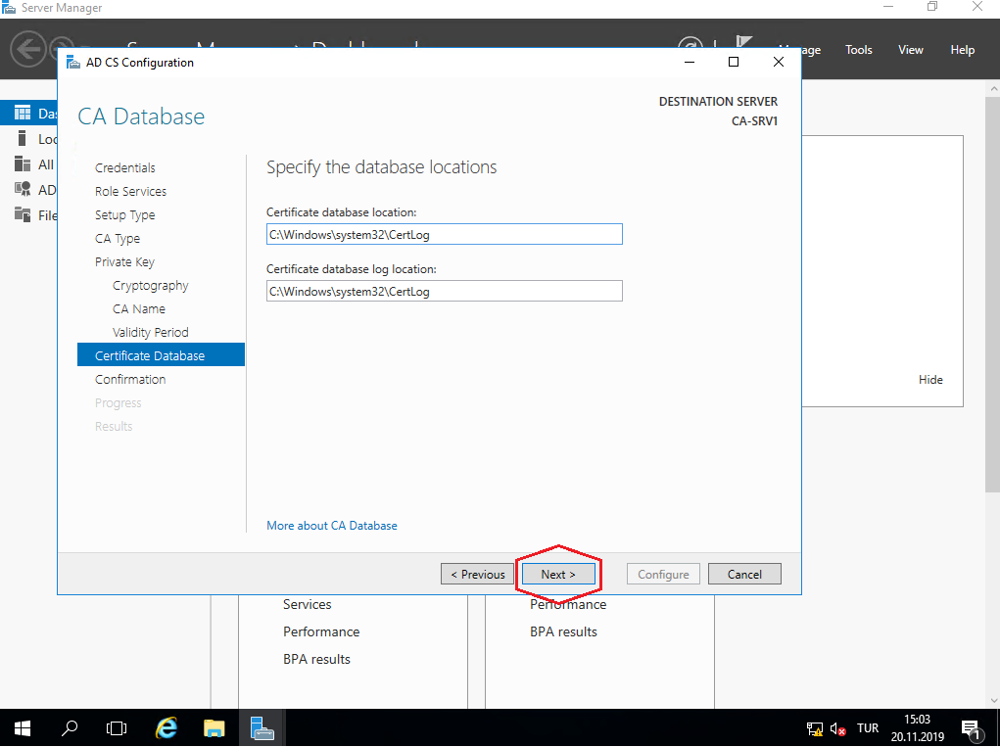 Server Manager
Manage
Tools
View
Help
AD CS Configuration
CA Database
DESTINATION SERVER
CA-SRV1
Credentials
Role Services
Setup Type
CA Type
Private Key
Cryptography
CA Name
Validity Period
Certificate Database
Confirmation
Progress
Results
Specify the database locations
Certificate database location:
C:\Windows\system32\CertLog
Certificate database log location:
C:\Windows\system32\CertLog
More about CA Database
< Previous
Next >
Configure
Cancel
All
AD
Hide
Services
Performance
BPA results
Performance
BPA results
TUR
15:03
20.11.2019
1